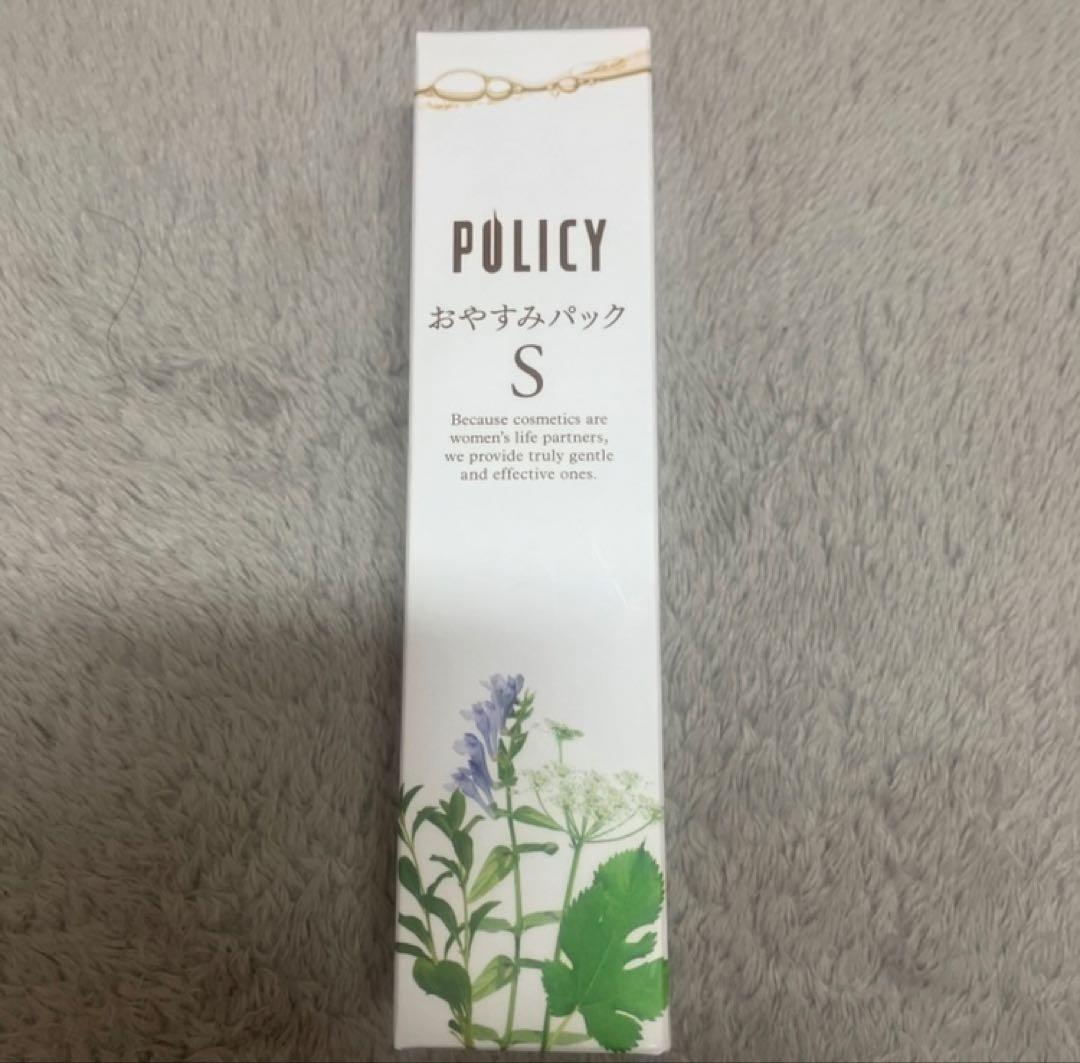 POLICY
おやすみパック
S
Because cosmetics are
women's life partners,
we provide truly gentle
and effective ones.